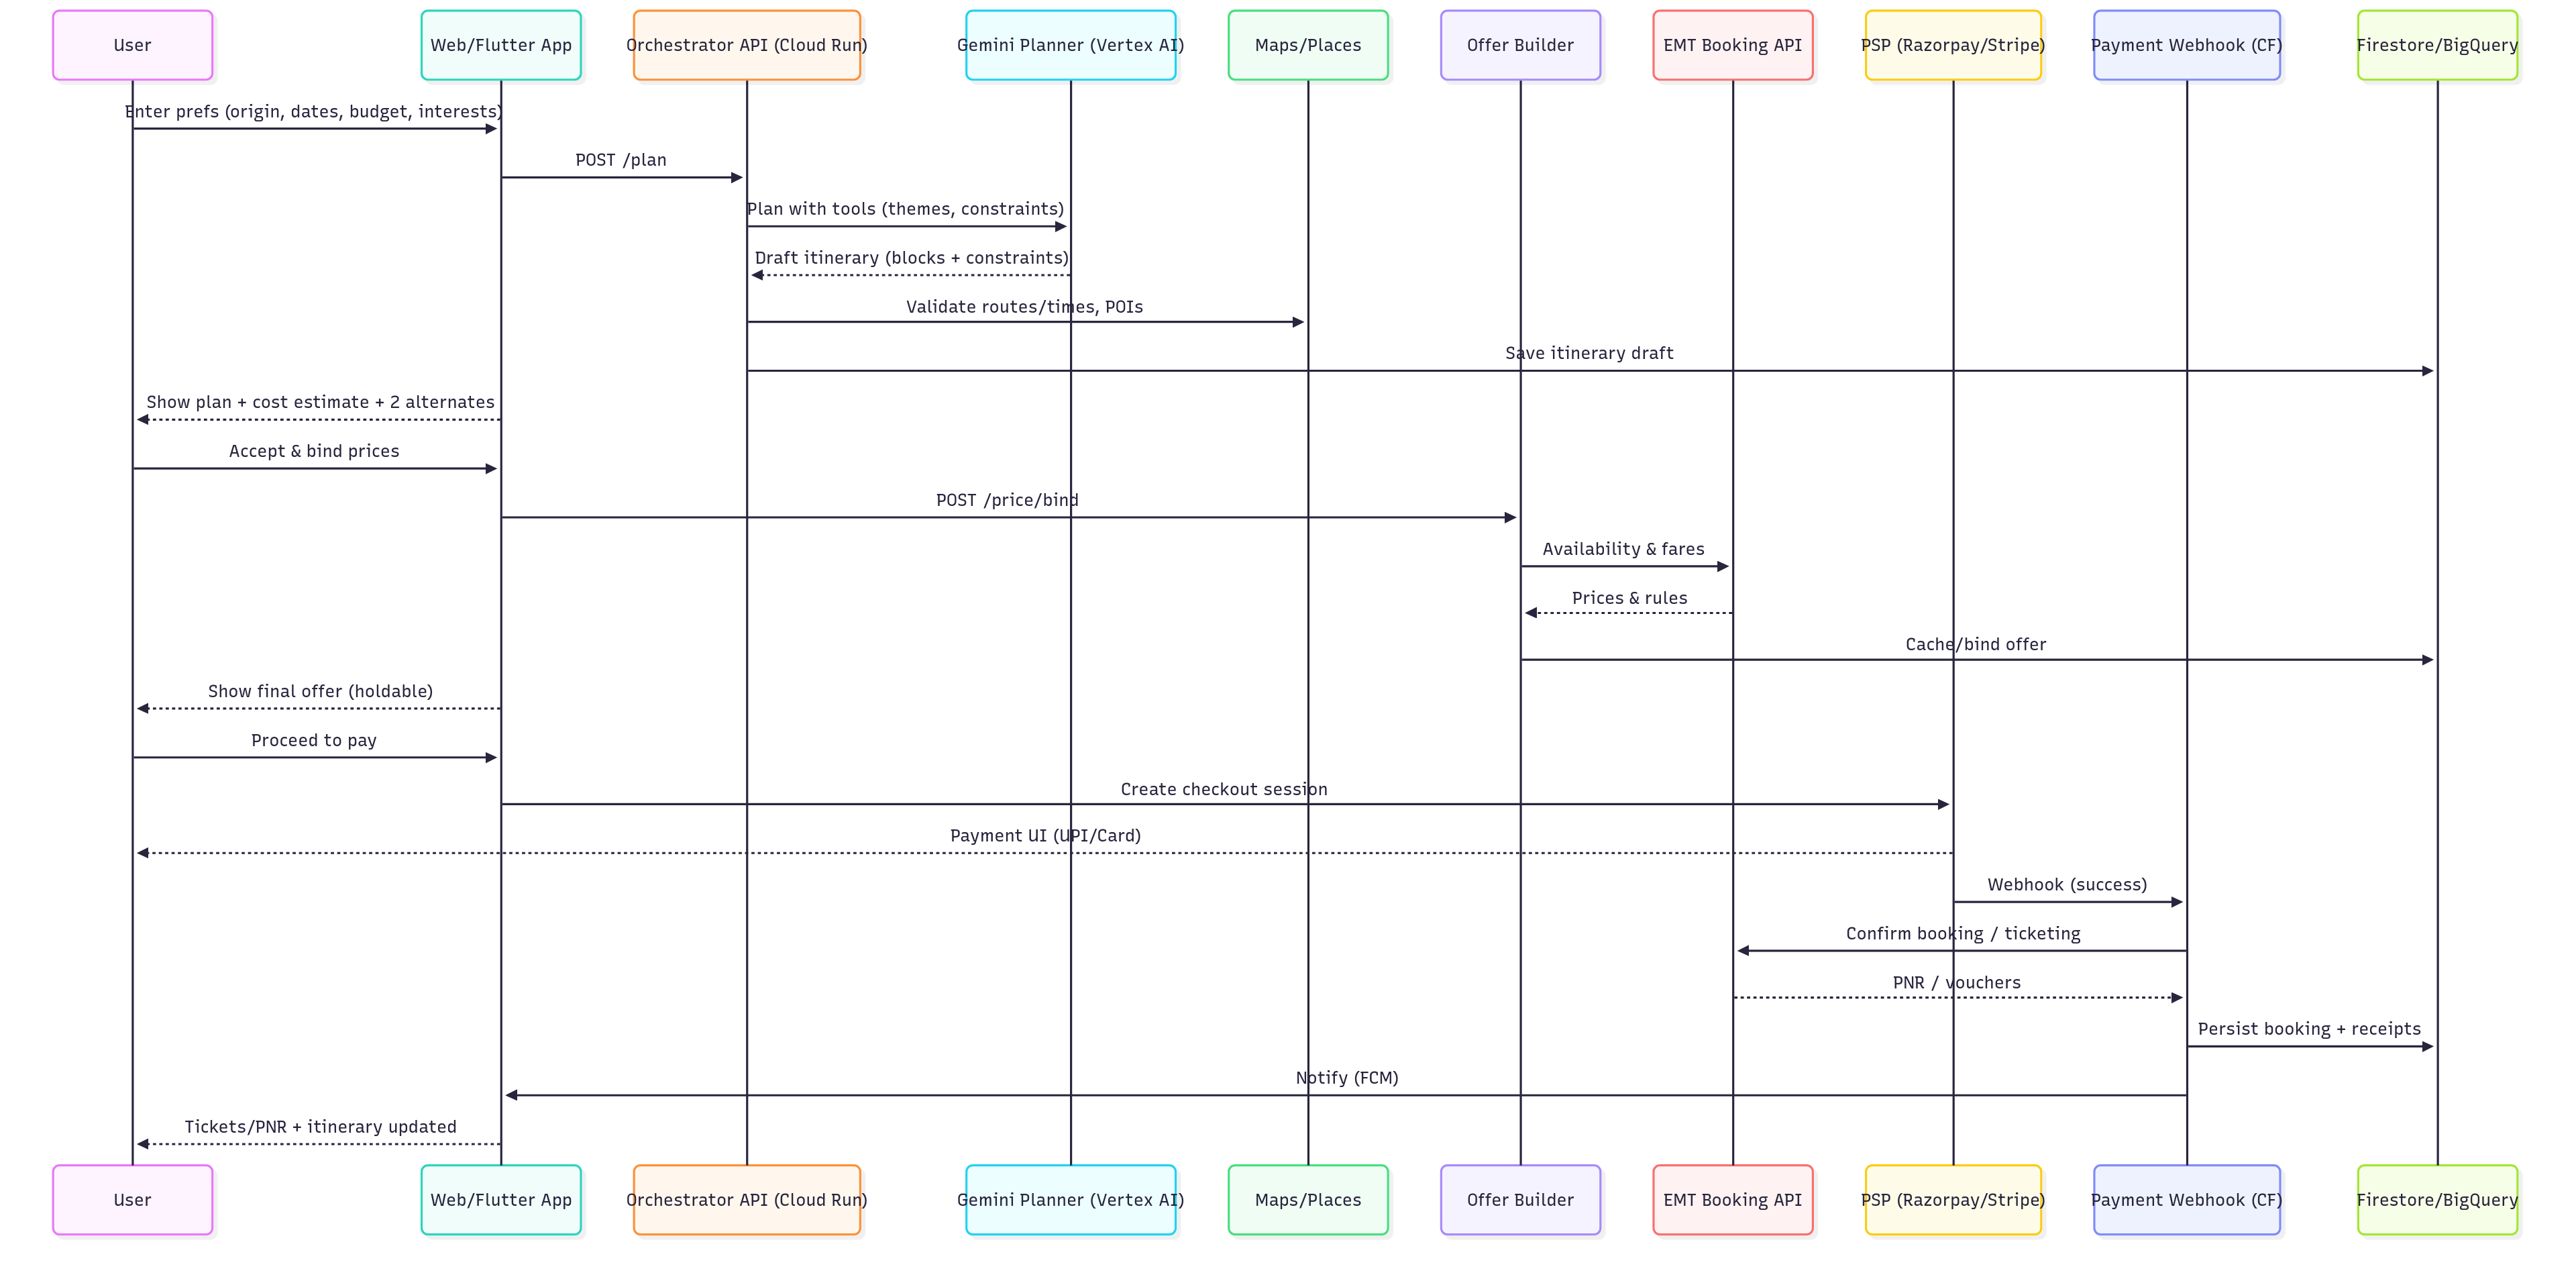 User
Web/Flutter App
Orchestrator API (Cloud Run)
Gemini Planner (Vertex AI)
Maps/Places
Offer Builder
EMT Booking API
PSP (Razorpay/Stripe)
Payment Webhook (CF)
Firestore/BigQuery
Enter prefs (origin, dates, budget, interests)
POST /plan
Plan with tools (themes, constraints)
Draft itinerary (blocks + constraints)
Validate routes/times, POIs
Save itinerary draft
Show plan + cost estimate + 2 alternates
Accept & bind prices
POST /price/bind
Availability & fares
Prices & rules
Cache/bind offer
Show final offer (holdable)
Proceed to pay
Create checkout session
Payment UI (UPI/Card)
Webhook (success)
Confirm booking / ticketing
PNR / vouchers
Persist booking + receipts
Notify (FCM)
Tickets/PNR + itinerary updated
User
Web/Flutter App
Orchestrator API (Cloud Run)
Gemini Planner (Vertex AI)
Maps/Places
Offer Builder
EMT Booking API
PSP (Razorpay/Stripe)
Payment Webhook (CF)
Firestore/BigQuery